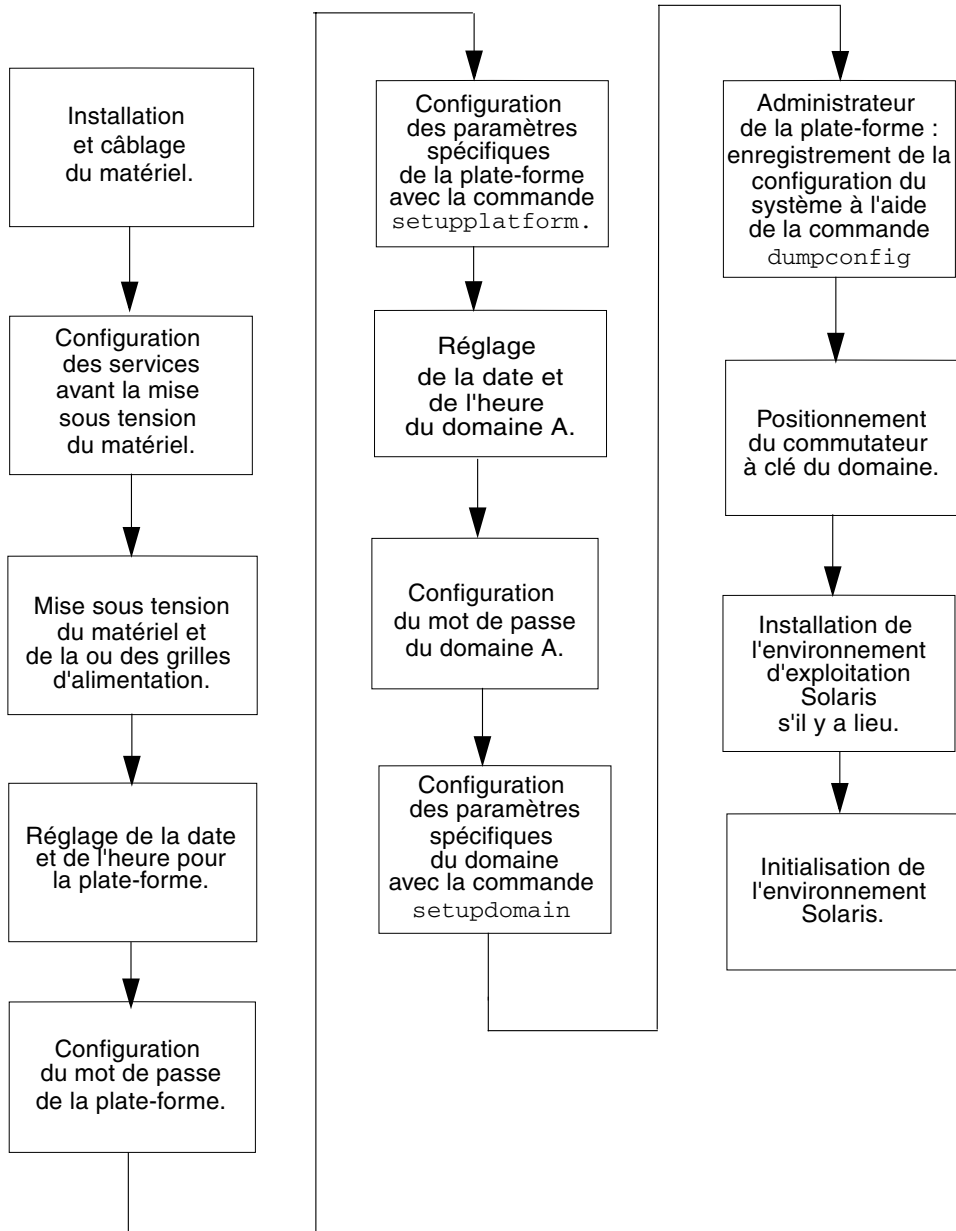 Installation
et câblage
du matériel.
Configuration
des services
avant la mise
sous tension
du matériel.
Mise sous tension
du matériel et
de la ou des grilles
d'alimentation.
Réglage de la date
et de l'heure pour
la plate-forme.
Configuration
du mot de passe
de la plate-forme.
Configuration
des paramètres
spécifiques
de la plate-forme
avec la commande
setupplatform.
Réglage
de la date et
de l'heure
du domaine A.
Configuration
du mot de passe
du domaine A.
Configuration
des paramètres
spécifiques
du domaine
avec la commande
setupdomain
Administrateur
de la plate-forme :
enregistrement de la
configuration du
système à l'aide
de la commande
dumpconfig
Positionnement
du commutateur
à clé du domaine.
Installation de
l'environnement
d'exploitation
Solaris
s'il y a lieu.
Initialisation de
l'environnement
Solaris.